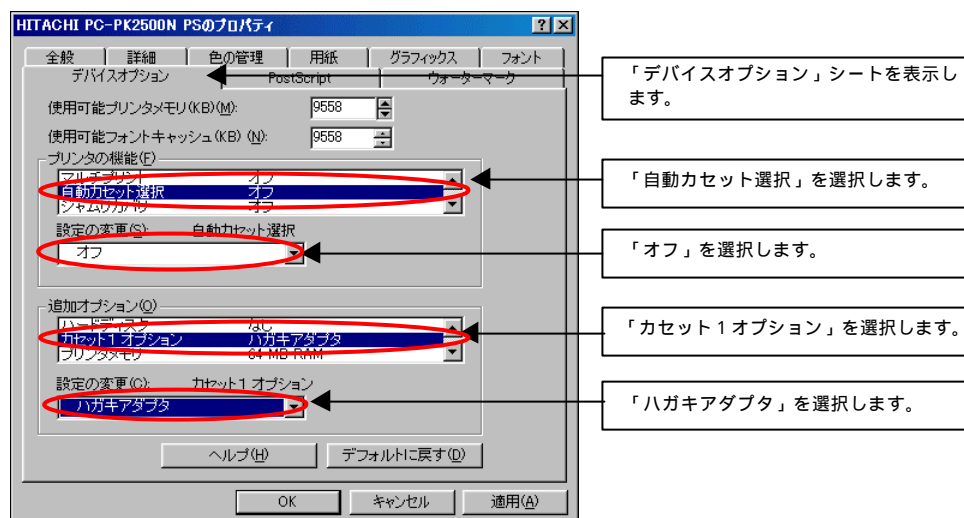 HITACHI PC-PK2500N PSのプロパティ
全般 詳細 色の管理 用紙 グラフィックス フォント
デバイスオプション PostScript ウォーターマーク
使用可能プリンタメモリ(KB)(M): 9558
使用可能フォントキャッシュ(KB) (N): 9558
プリンタの機能(F)
マルチプリント オフ
自動カセット選択 オフ
ジャムリカバリ オフ
設定の変更(S): 自動カセット選択
オフ
追加オプション(O)
ハードディスク なし
カセット1 オプション ハガキアダプタ
プリンタメモリ 64 MB RAM
設定の変更(C): カセット1 オプション
ハガキアダプタ
ヘルプ(H) デフォルトに戻す(D)
OK キャンセル 適用(A)
「デバイスオプション」シートを表示し
ます。
「自動カセット選択」を選択します。
「オフ」を選択します。
「カセット1オプション」を選択します。
「ハガキアダプタ」を選択します。